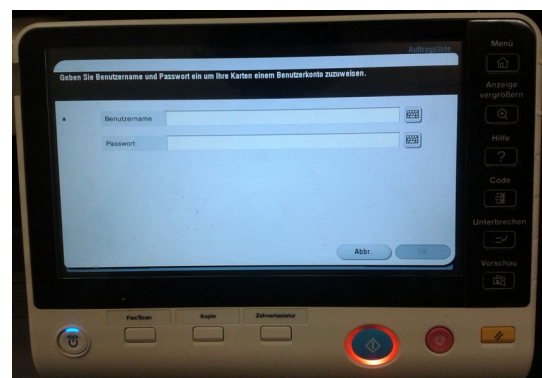 Auftragsliste
Geben Sie Benutzername und Passwort ein um Ihre Karten einem Benutzerkonto zuzuweisen.
× Benutzername
Passwort
Abbr. OK
Menü
Anzeige
vergrößern
Hilfe
?
Code
Unterbrechen
Vorschau
Fax/Scan Kopie Zehnertastatur